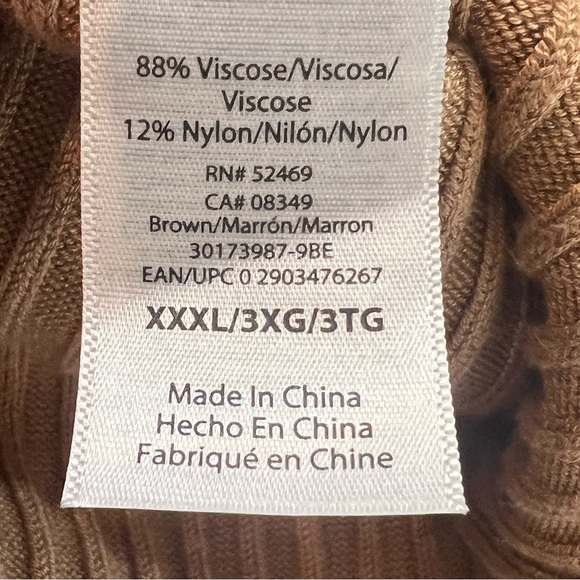 88% Viscose/Viscosa/
Viscose
12% Nylon/Nilón/Nylon
RN# 52469
CA# 08349
Brown/Marrón/Marron
30173987-9BE
EAN/UPC 0 2903476267
XXXL/3XG/3TG
Made In China
Hecho En China
Fabriqué en Chine